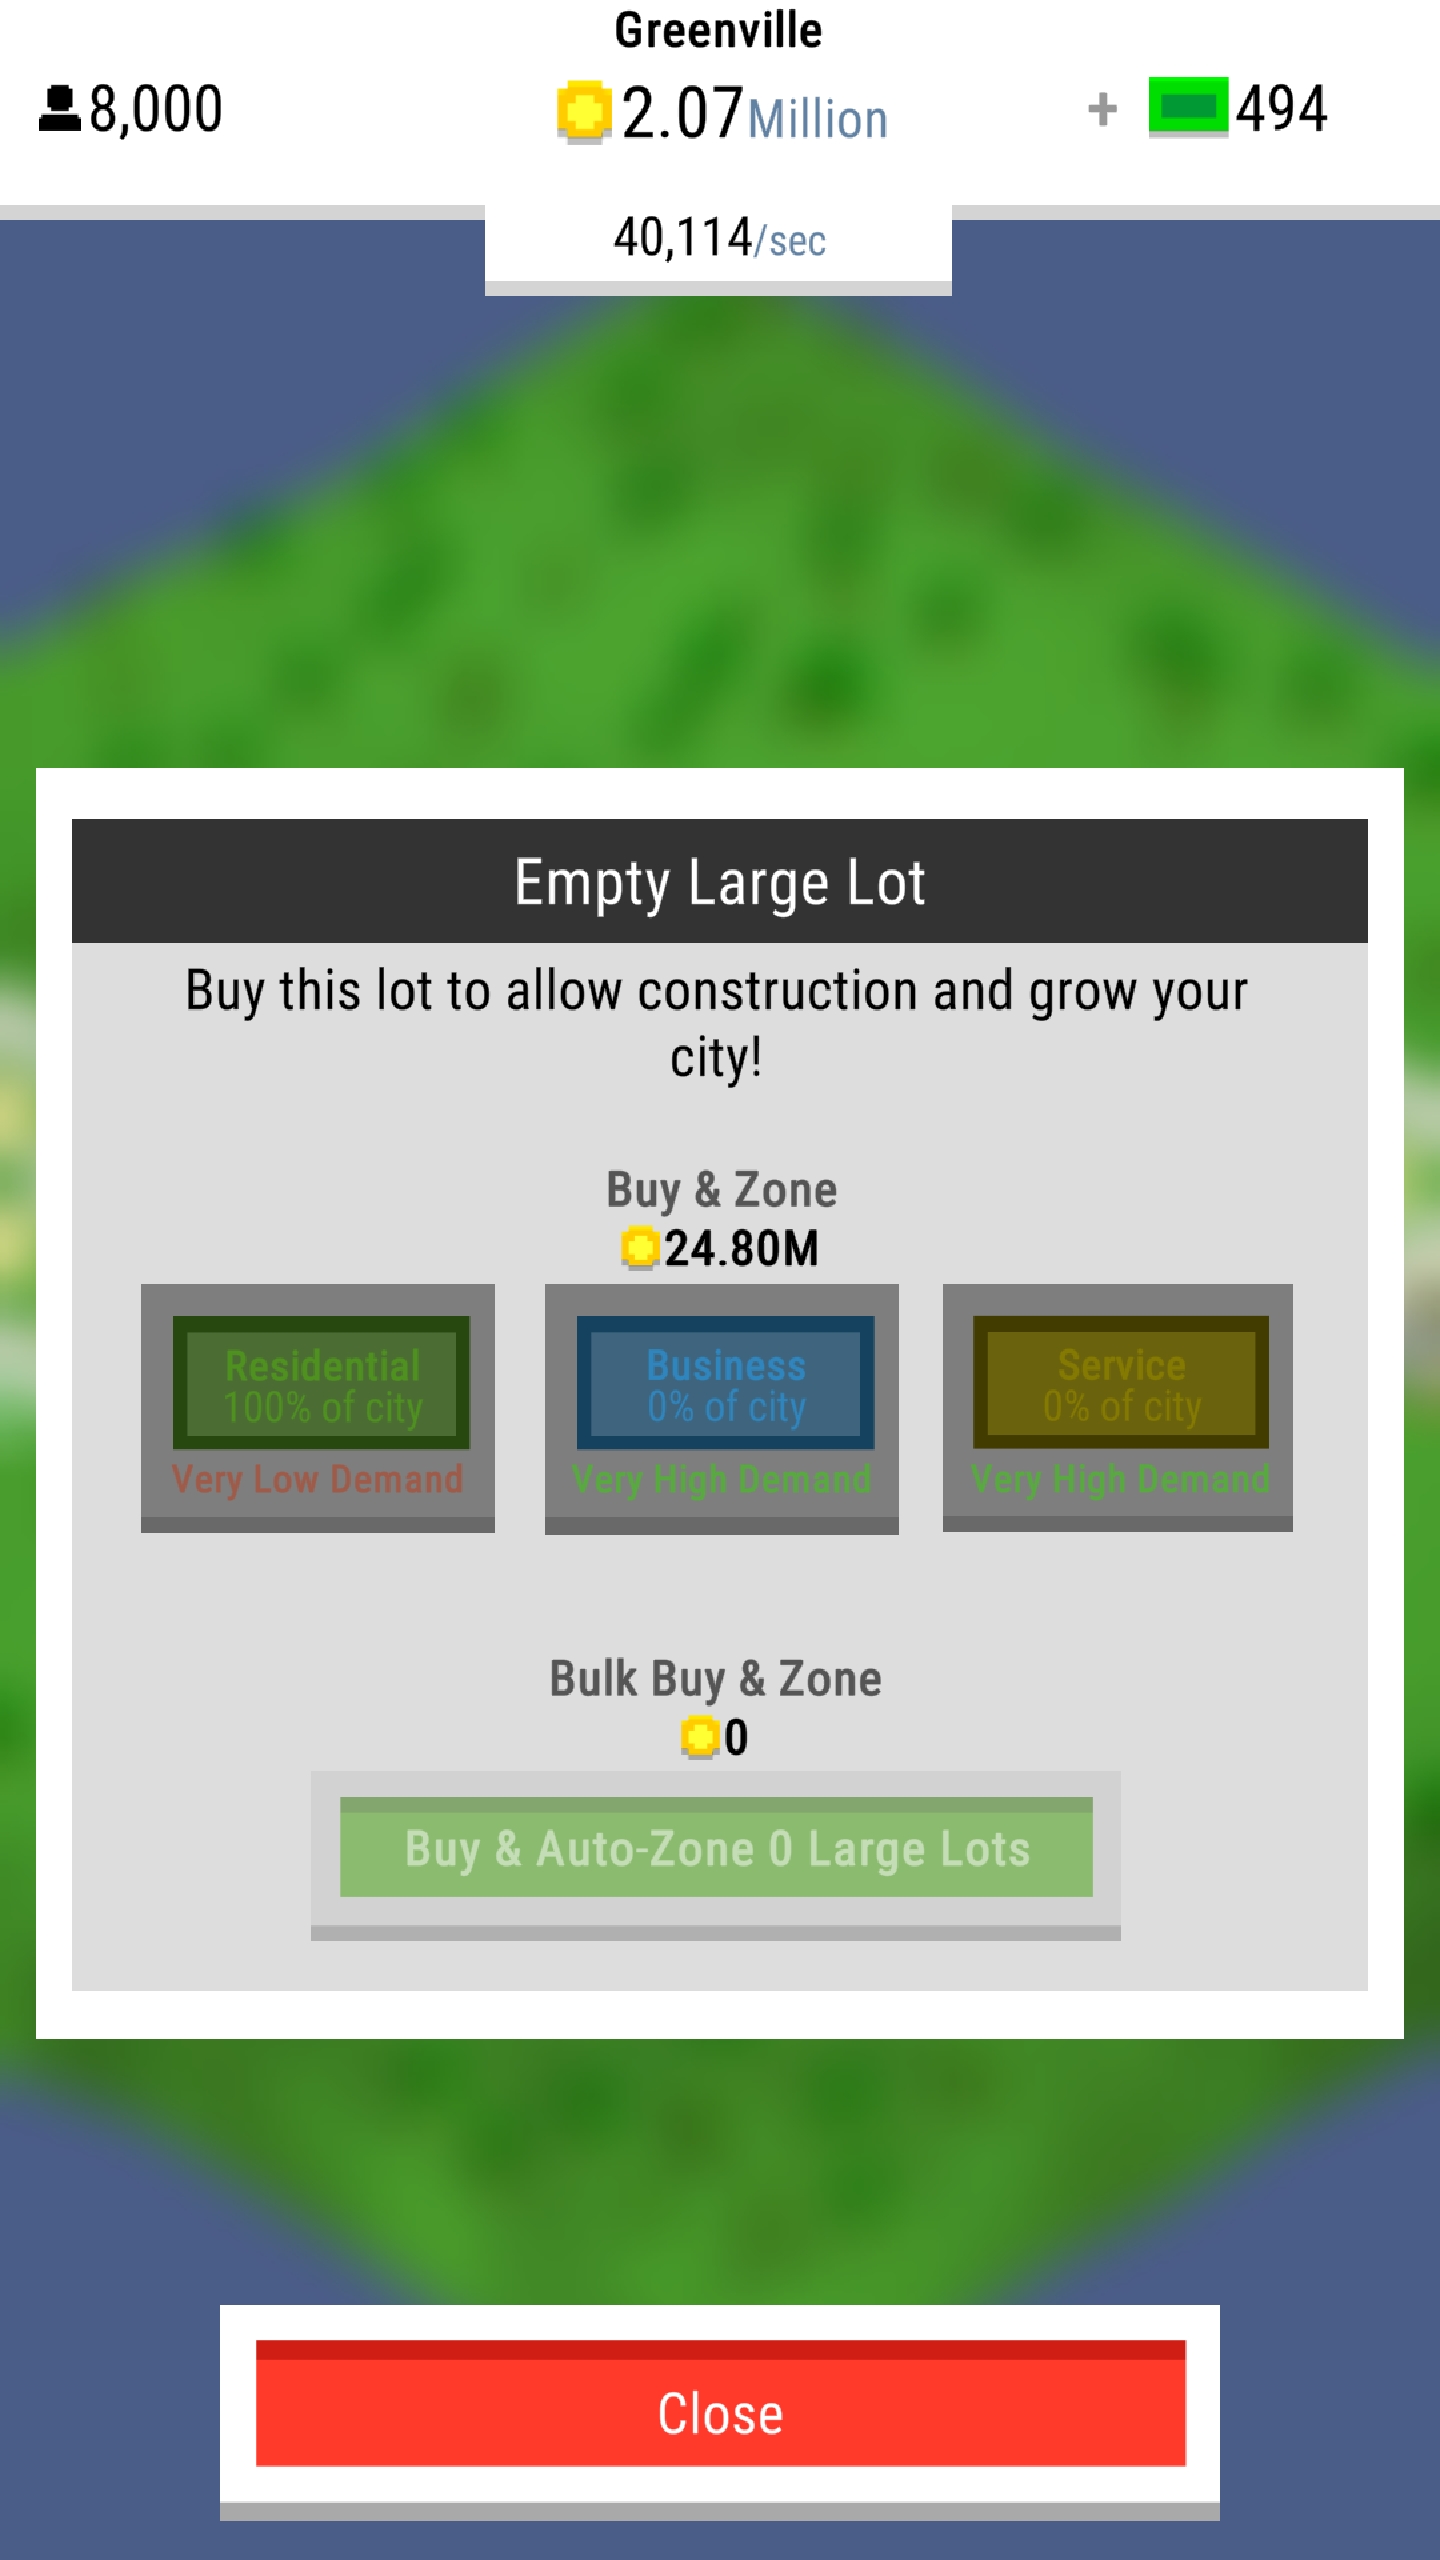 Greenville
8,000
2.07Million
+ 494
40,114/sec
Empty Large Lot
Buy this lot to allow construction and grow your
city!
Buy & Zone
24.80M
Residential
100% of city
Very Low Demand
Business
0% of city
Very High Demand
Service
0% of city
Very High Demand
Bulk Buy & Zone
0
Buy & Auto-Zone 0 Large Lots
Close